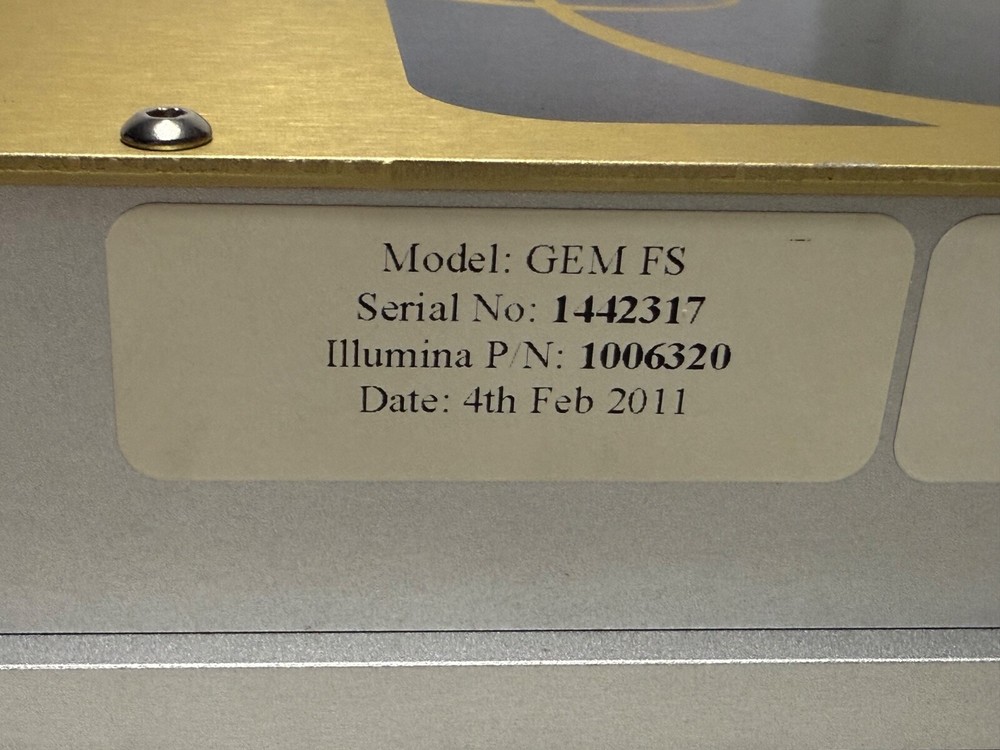 Model: GEM FS
Serial No: 1442317
Illumina P/N: 1006320
Date: 4th Feb 2011